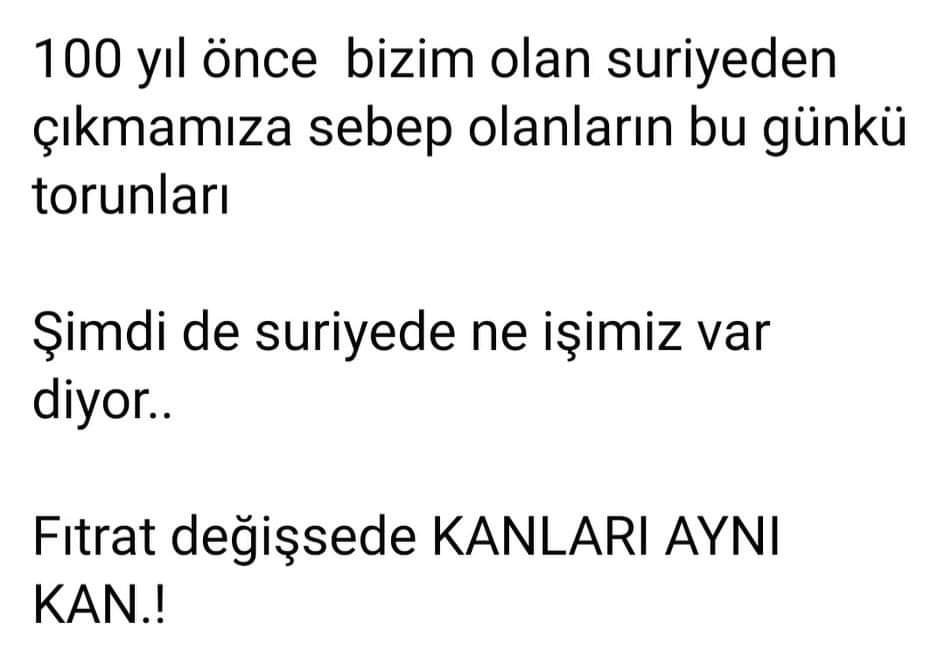 100 yıl önce  bizim olan suriyeden
çıkmamıza sebep olanların bu günkü
torunları
Şimdi de suriyede ne işimiz var
diyor..
Fıtrat değişsede KANLARI AYNI
KAN.!